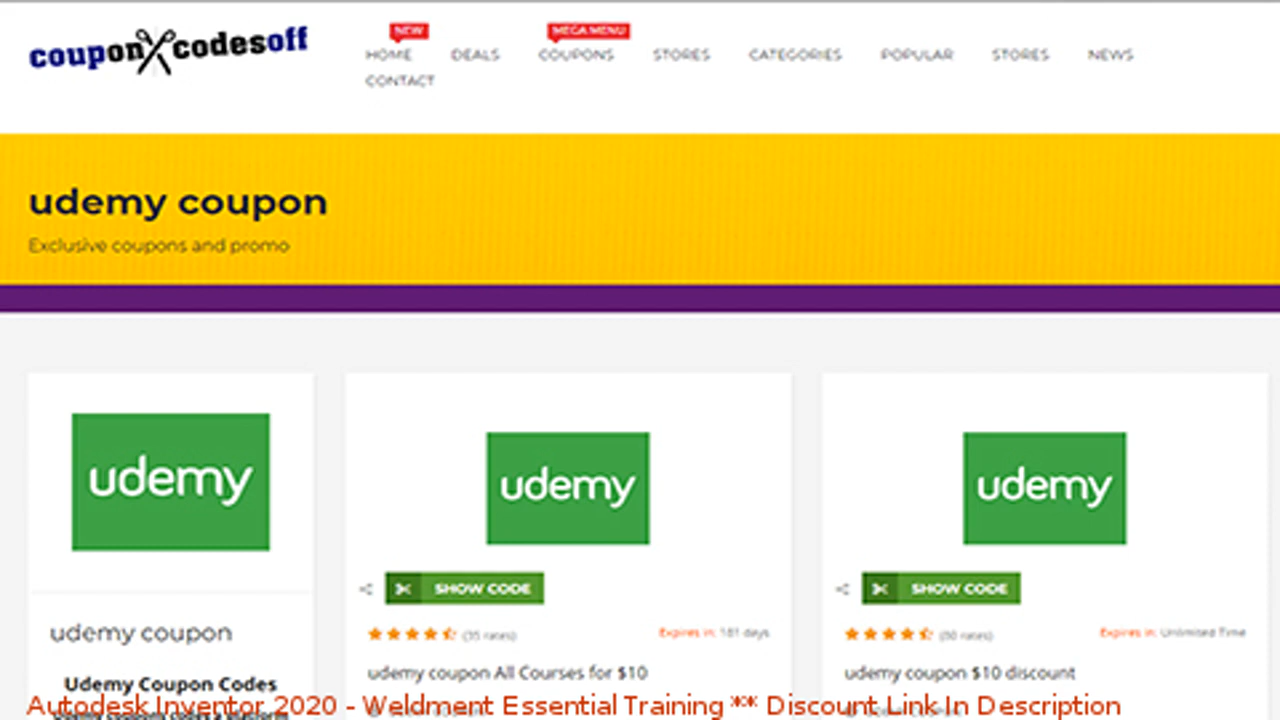 couponXcodesoff
NEW
MEGA MENU
HOME DEALS COUPONS STORES CATEGORIES POPULAR STORES NEWS
CONTACT
udemy coupon
Exclusive coupons and promo
udemy
udemy
udemy
SHOW CODE
SHOW CODE
(35 rates)
Expires in: 181 days
(80 rates)
Expires in: Unlimited Time
udemy coupon
udemy coupon All Courses for $10
udemy coupon $10 discount
Udemy Coupon Codes
Autodesk Inventor 2020 - Weldment Essential Training ** Discount Link In Description